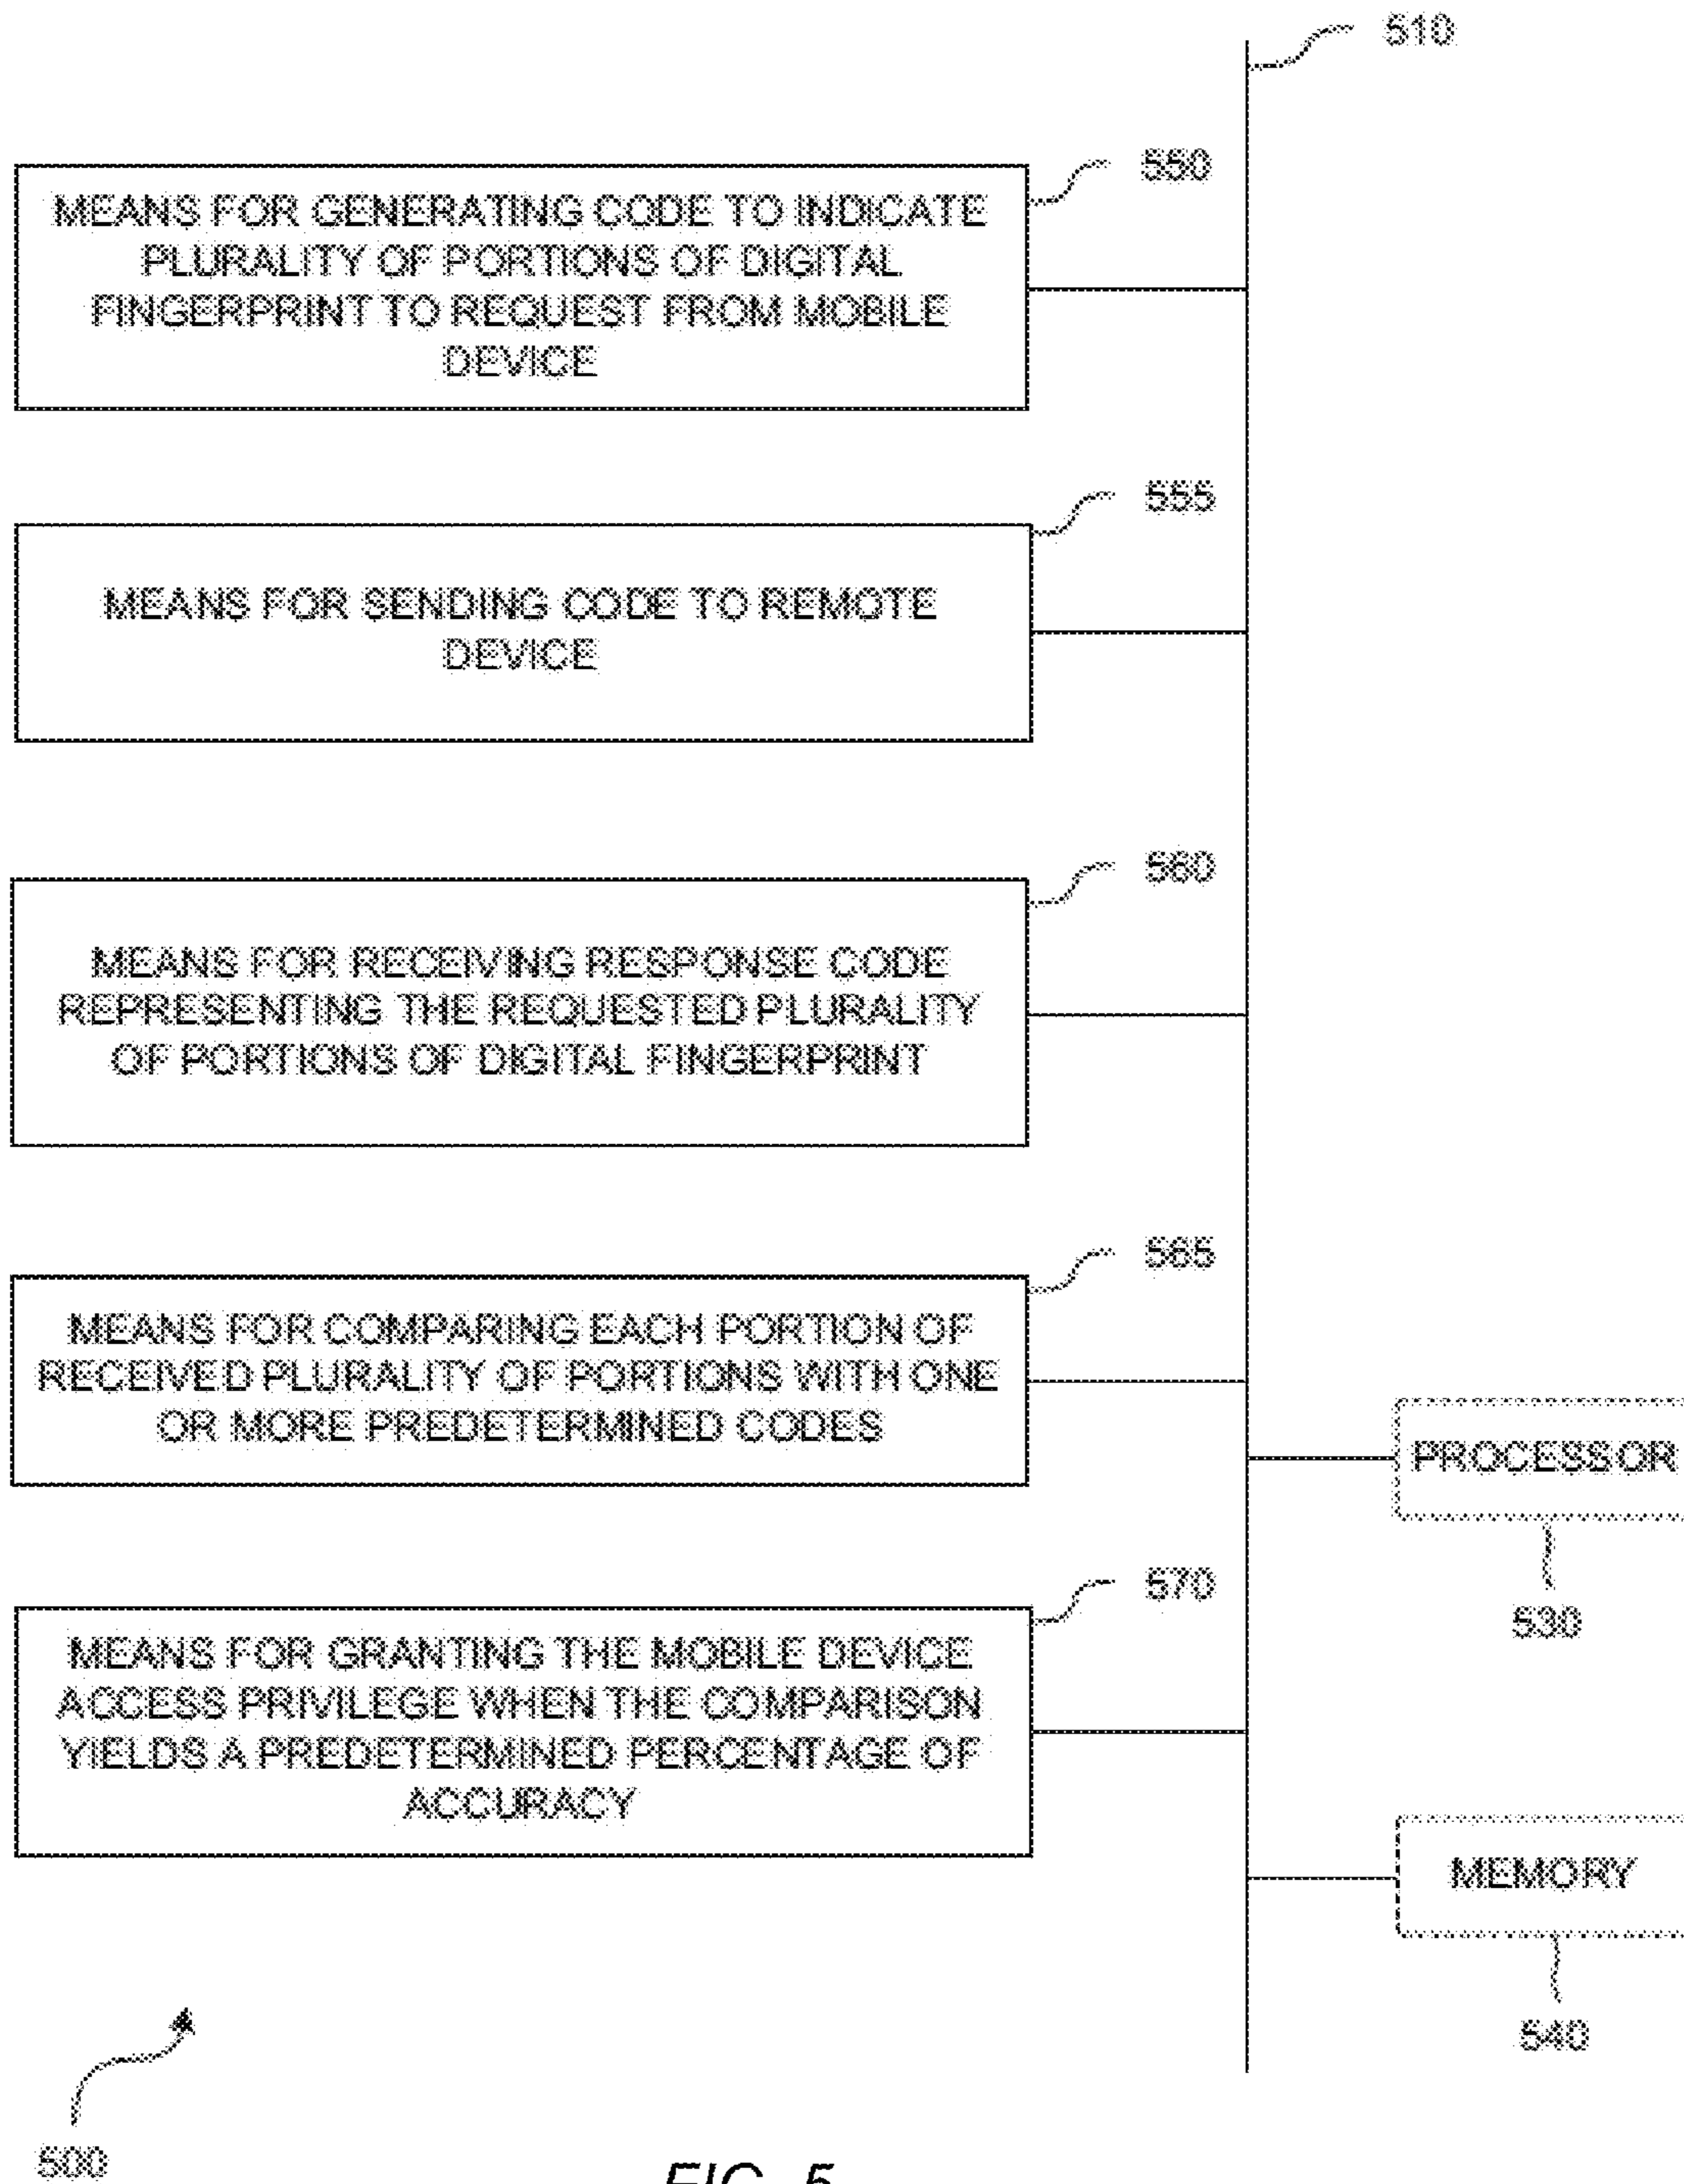 510
550
MEANS FOR GENERATING CODE TO INDICATE
PLURALITY OF PORTIONS OF DIGITAL
FINGERPRINT TO REQUEST FROM MOBILE
DEVICE
555
MEANS FOR SENDING CODE TO REMOTE
DEVICE
560
MEANS FOR RECEIVING RESPONSE CODE
REPRESENTING THE REQUESTED PLURALITY
OF PORTIONS OF DIGITAL FINGERPRINT
565
MEANS FOR COMPARING EACH PORTION OF
RECEIVED PLURALITY OF PORTIONS WITH ONE
OR MORE PREDETERMINED CODES
PROCESSOR
530
570
MEANS FOR GRANTING THE MOBILE DEVICE
ACCESS PRIVILEGE WHEN THE COMPARISON
YIELDS A PREDETERMINED PERCENTAGE OF
ACCURACY
MEMORY
540
500
FIG. 5